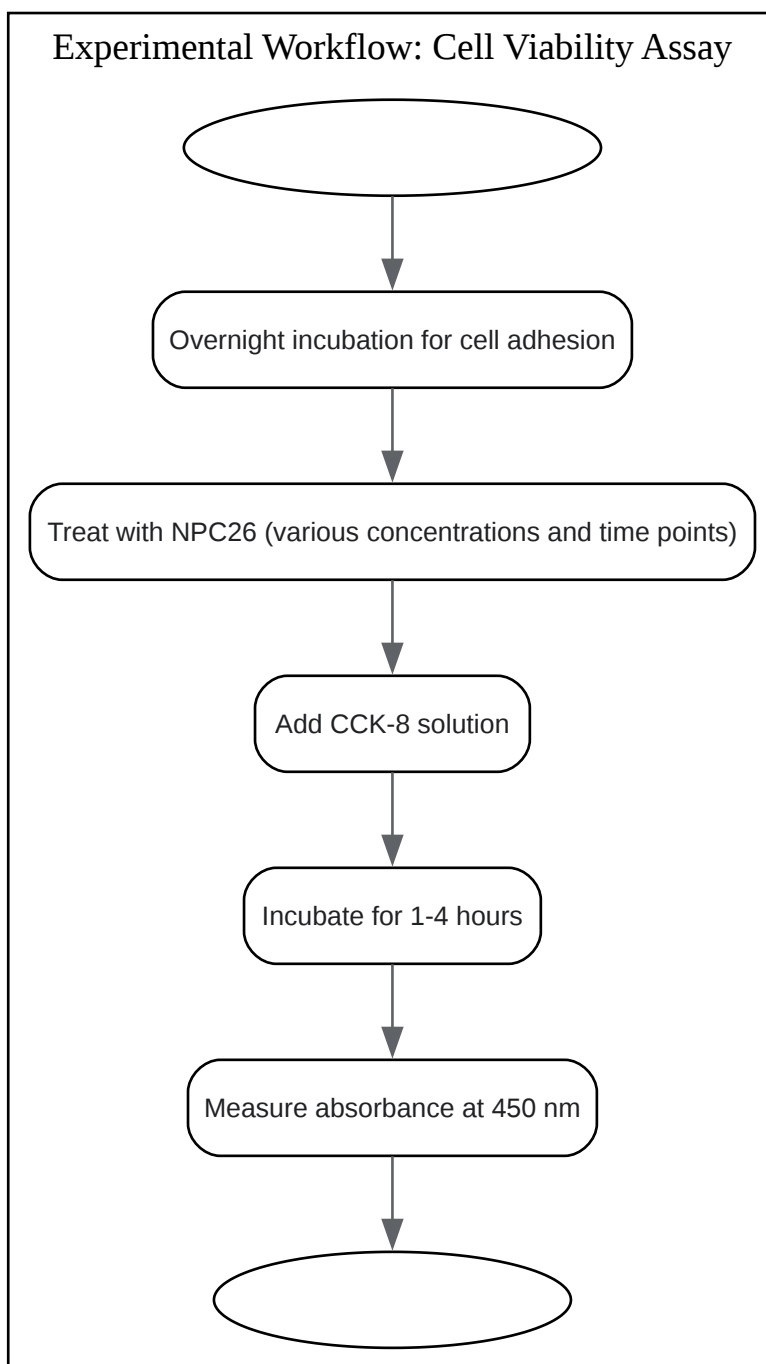 Experimental Workflow: Cell Viability Assay
Overnight incubation for cell adhesion
Treat with NPC26 (various concentrations and time points)
Add CCK-8 solution
Incubate for 1-4 hours
Measure absorbance at 450 nm